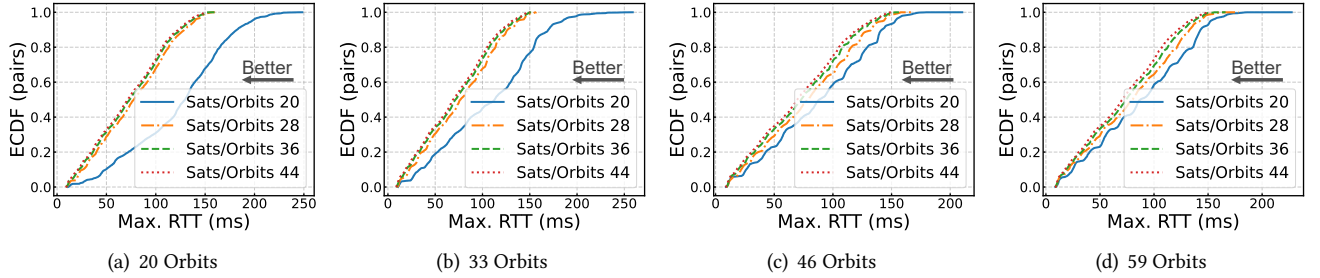 ECDF (pairs)
1.0
0.8
0.6
0.4
0.2
0.0
Better
Sats/Orbits 20
Sats/Orbits 28
Sats/Orbits 36
Sats/Orbits 44
0 50 100 150 200 250
Max. RTT (ms)
(a) 20 Orbits
ECDF (pairs)
1.0
0.8
0.6
0.4
0.2
0.0
Better
Sats/Orbits 20
Sats/Orbits 28
Sats/Orbits 36
Sats/Orbits 44
0 50 100 150 200 250
Max. RTT (ms)
(b) 33 Orbits
ECDF (pairs)
1.0
0.8
0.6
0.4
0.2
0.0
Better
Sats/Orbits 20
Sats/Orbits 28
Sats/Orbits 36
Sats/Orbits 44
0 50 100 150 200
Max. RTT (ms)
(c) 46 Orbits
ECDF (pairs)
1.0
0.8
0.6
0.4
0.2
0.0
Better
Sats/Orbits 20
Sats/Orbits 28
Sats/Orbits 36
Sats/Orbits 44
0 50 100 150 200
Max. RTT (ms)
(d) 59 Orbits